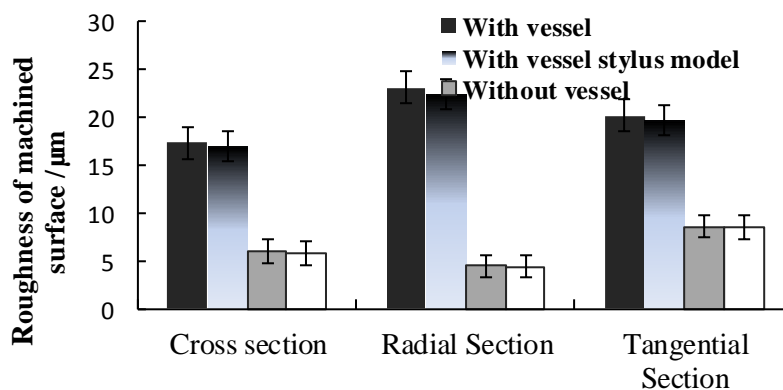 Roughness of machined
surface /μm
30
25
20
15
10
5
0
With vessel
With vessel stylus model
Without vessel
Cross section
Radial Section
Tangential
Section